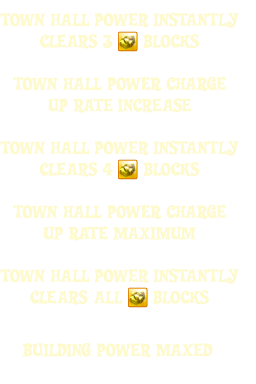 TOWN HALL POWER INSTANTLY
CLEARS 3 BLOCKS
TOWN HALL POWER CHARGE
UP RATE INCREASE
TOWN HALL POWER INSTANTLY
CLEARS 4 BLOCKS
TOWN HALL POWER CHARGE
UP RATE MAXIMUM
TOWN HALL POWER INSTANTLY
CLEARS ALL BLOCKS
BUILDING POWER MAXED